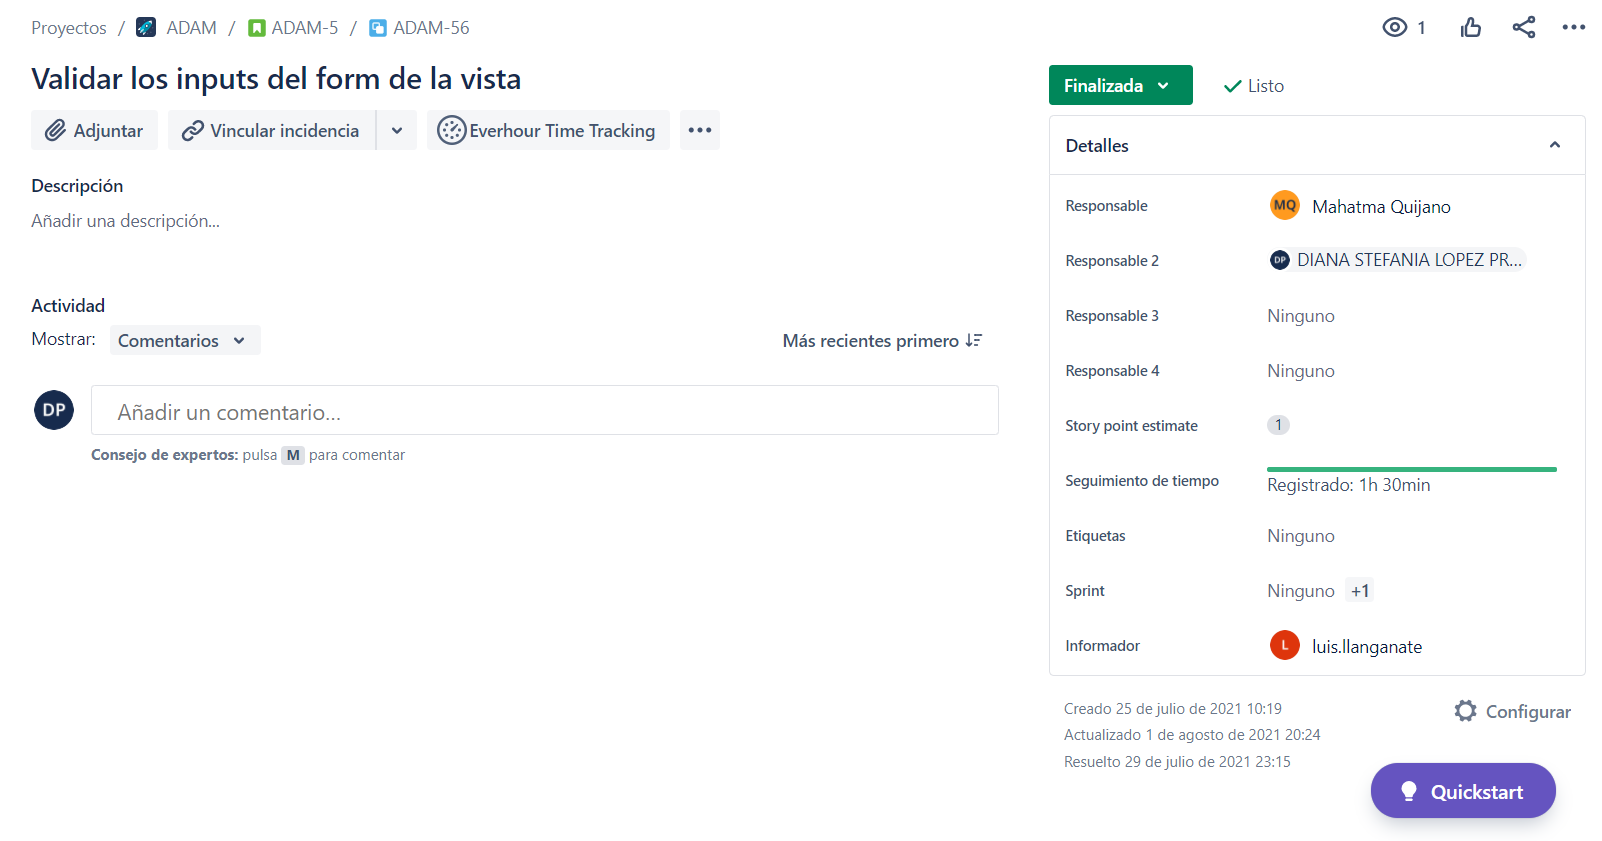 Proyectos / ADAM / ADAM-5 / ADAM-56
1
Validar los inputs del form de la vista
Adjuntar
Vincular incidencia
Everhour Time Tracking
Descripción
Añadir una descripción...
Actividad
Mostrar:
Comentarios
Más recientes primero
DP
Añadir un comentario...
Consejo de expertos: pulsa M para comentar
Finalizada
Listo
Detalles
Responsable
MQ Mahatma Quijano
Responsable 2
DP DIANA STEFANIA LOPEZ PR...
Responsable 3
Ninguno
Responsable 4
Ninguno
Story point estimate
1
Seguimiento de tiempo
Registrado: 1h 30min
Etiquetas
Ninguno
Sprint
Ninguno +1
Informador
L luis.llanganate
Creado 25 de julio de 2021 10:19
Configurar
Actualizado 1 de agosto de 2021 20:24
Resuelto 29 de julio de 2021 23:15
Quickstart